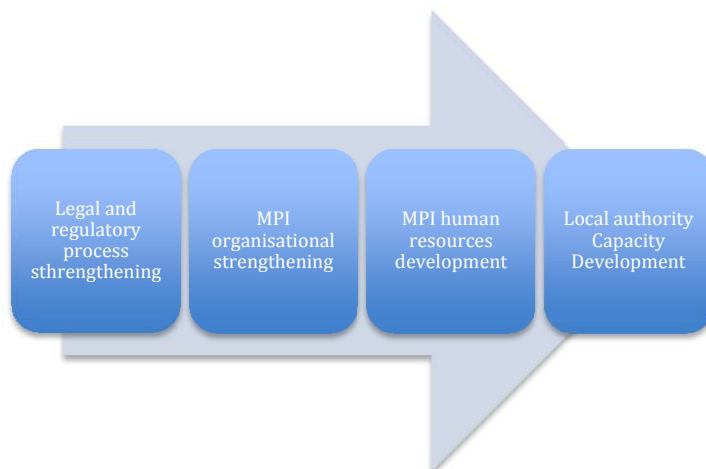 Legal and
regulatory
process
sthrengthening
MPI
organisational
strengthening
MPI human
resources
development
Local authority
Capacity
Development